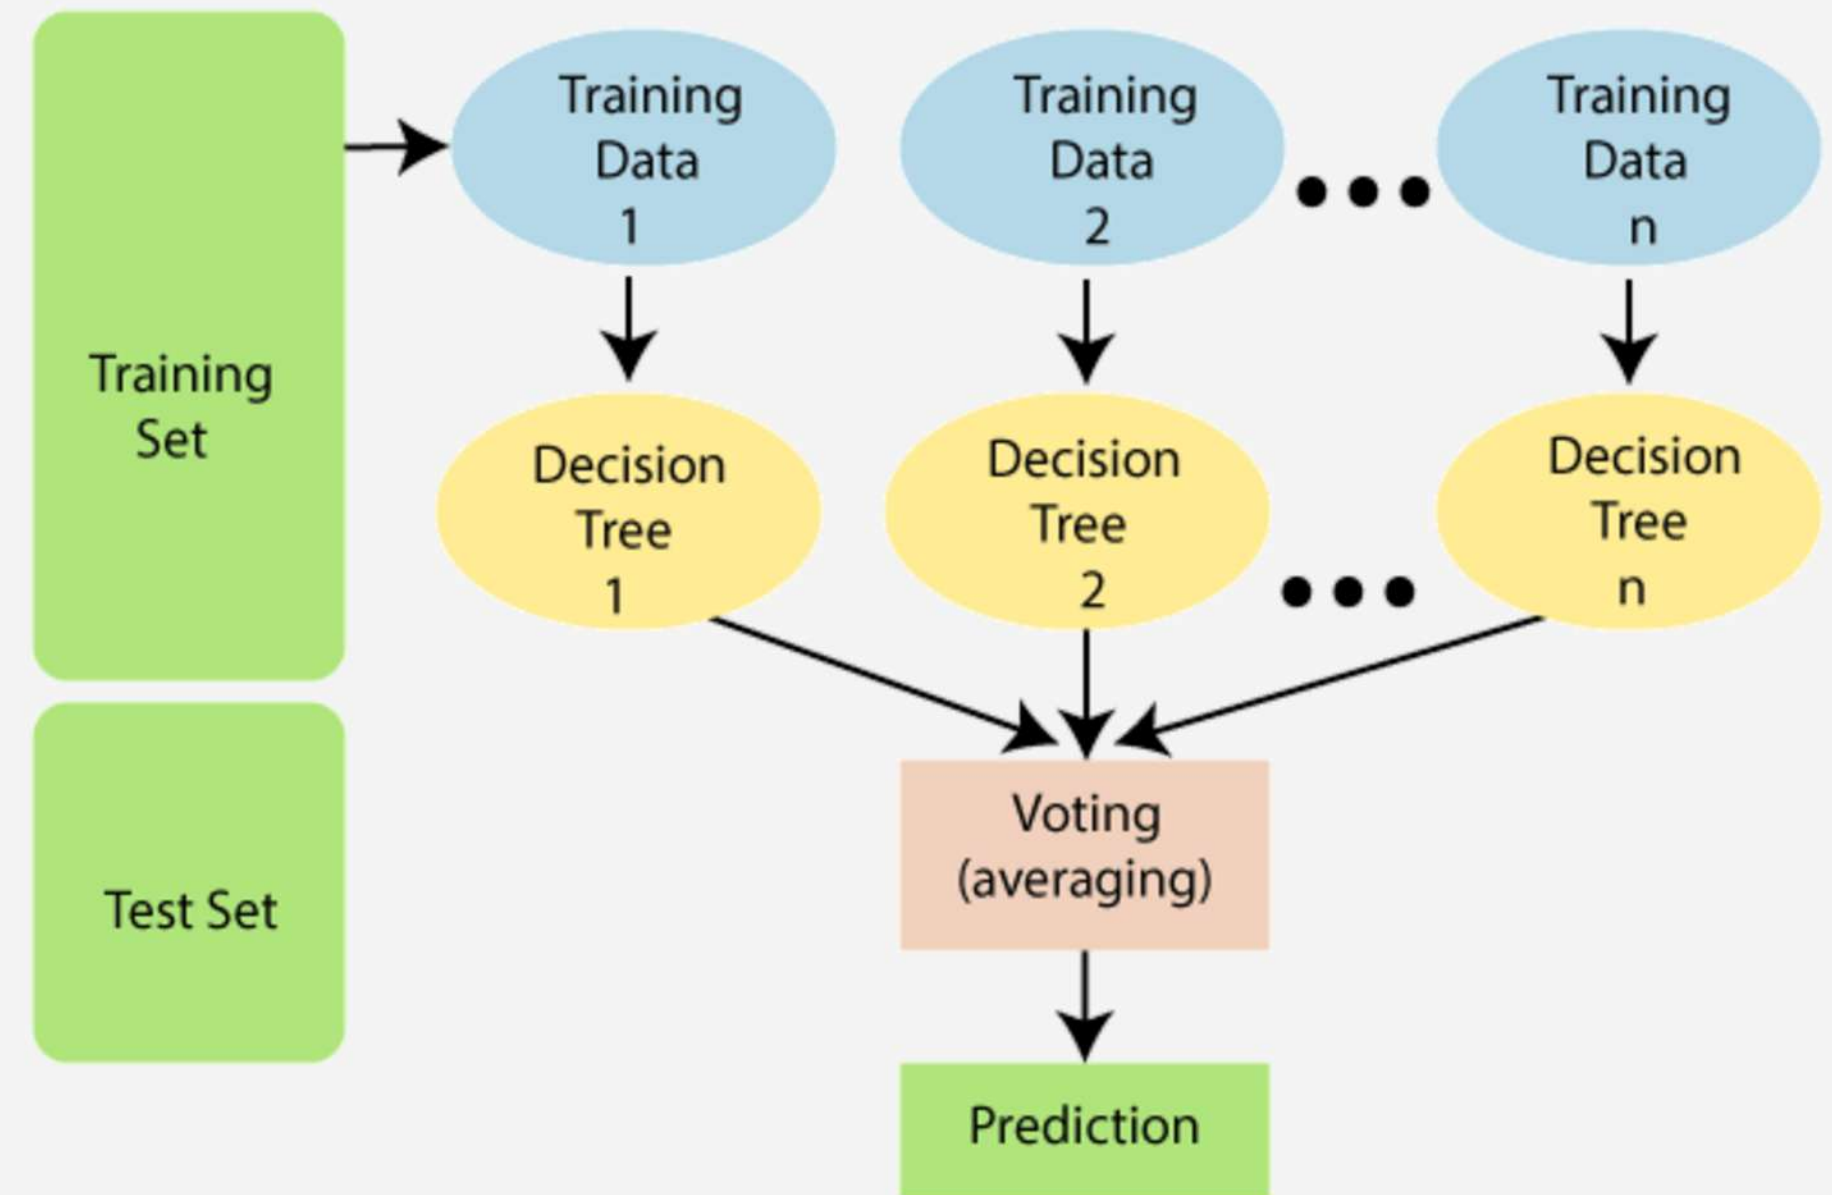 Training
Set
Training
Data
1
Training
Data
2
Training
Data
n
Decision
Tree
1
Decision
Tree
2
Decision
Tree
n
Test Set
Voting
(averaging)
Prediction